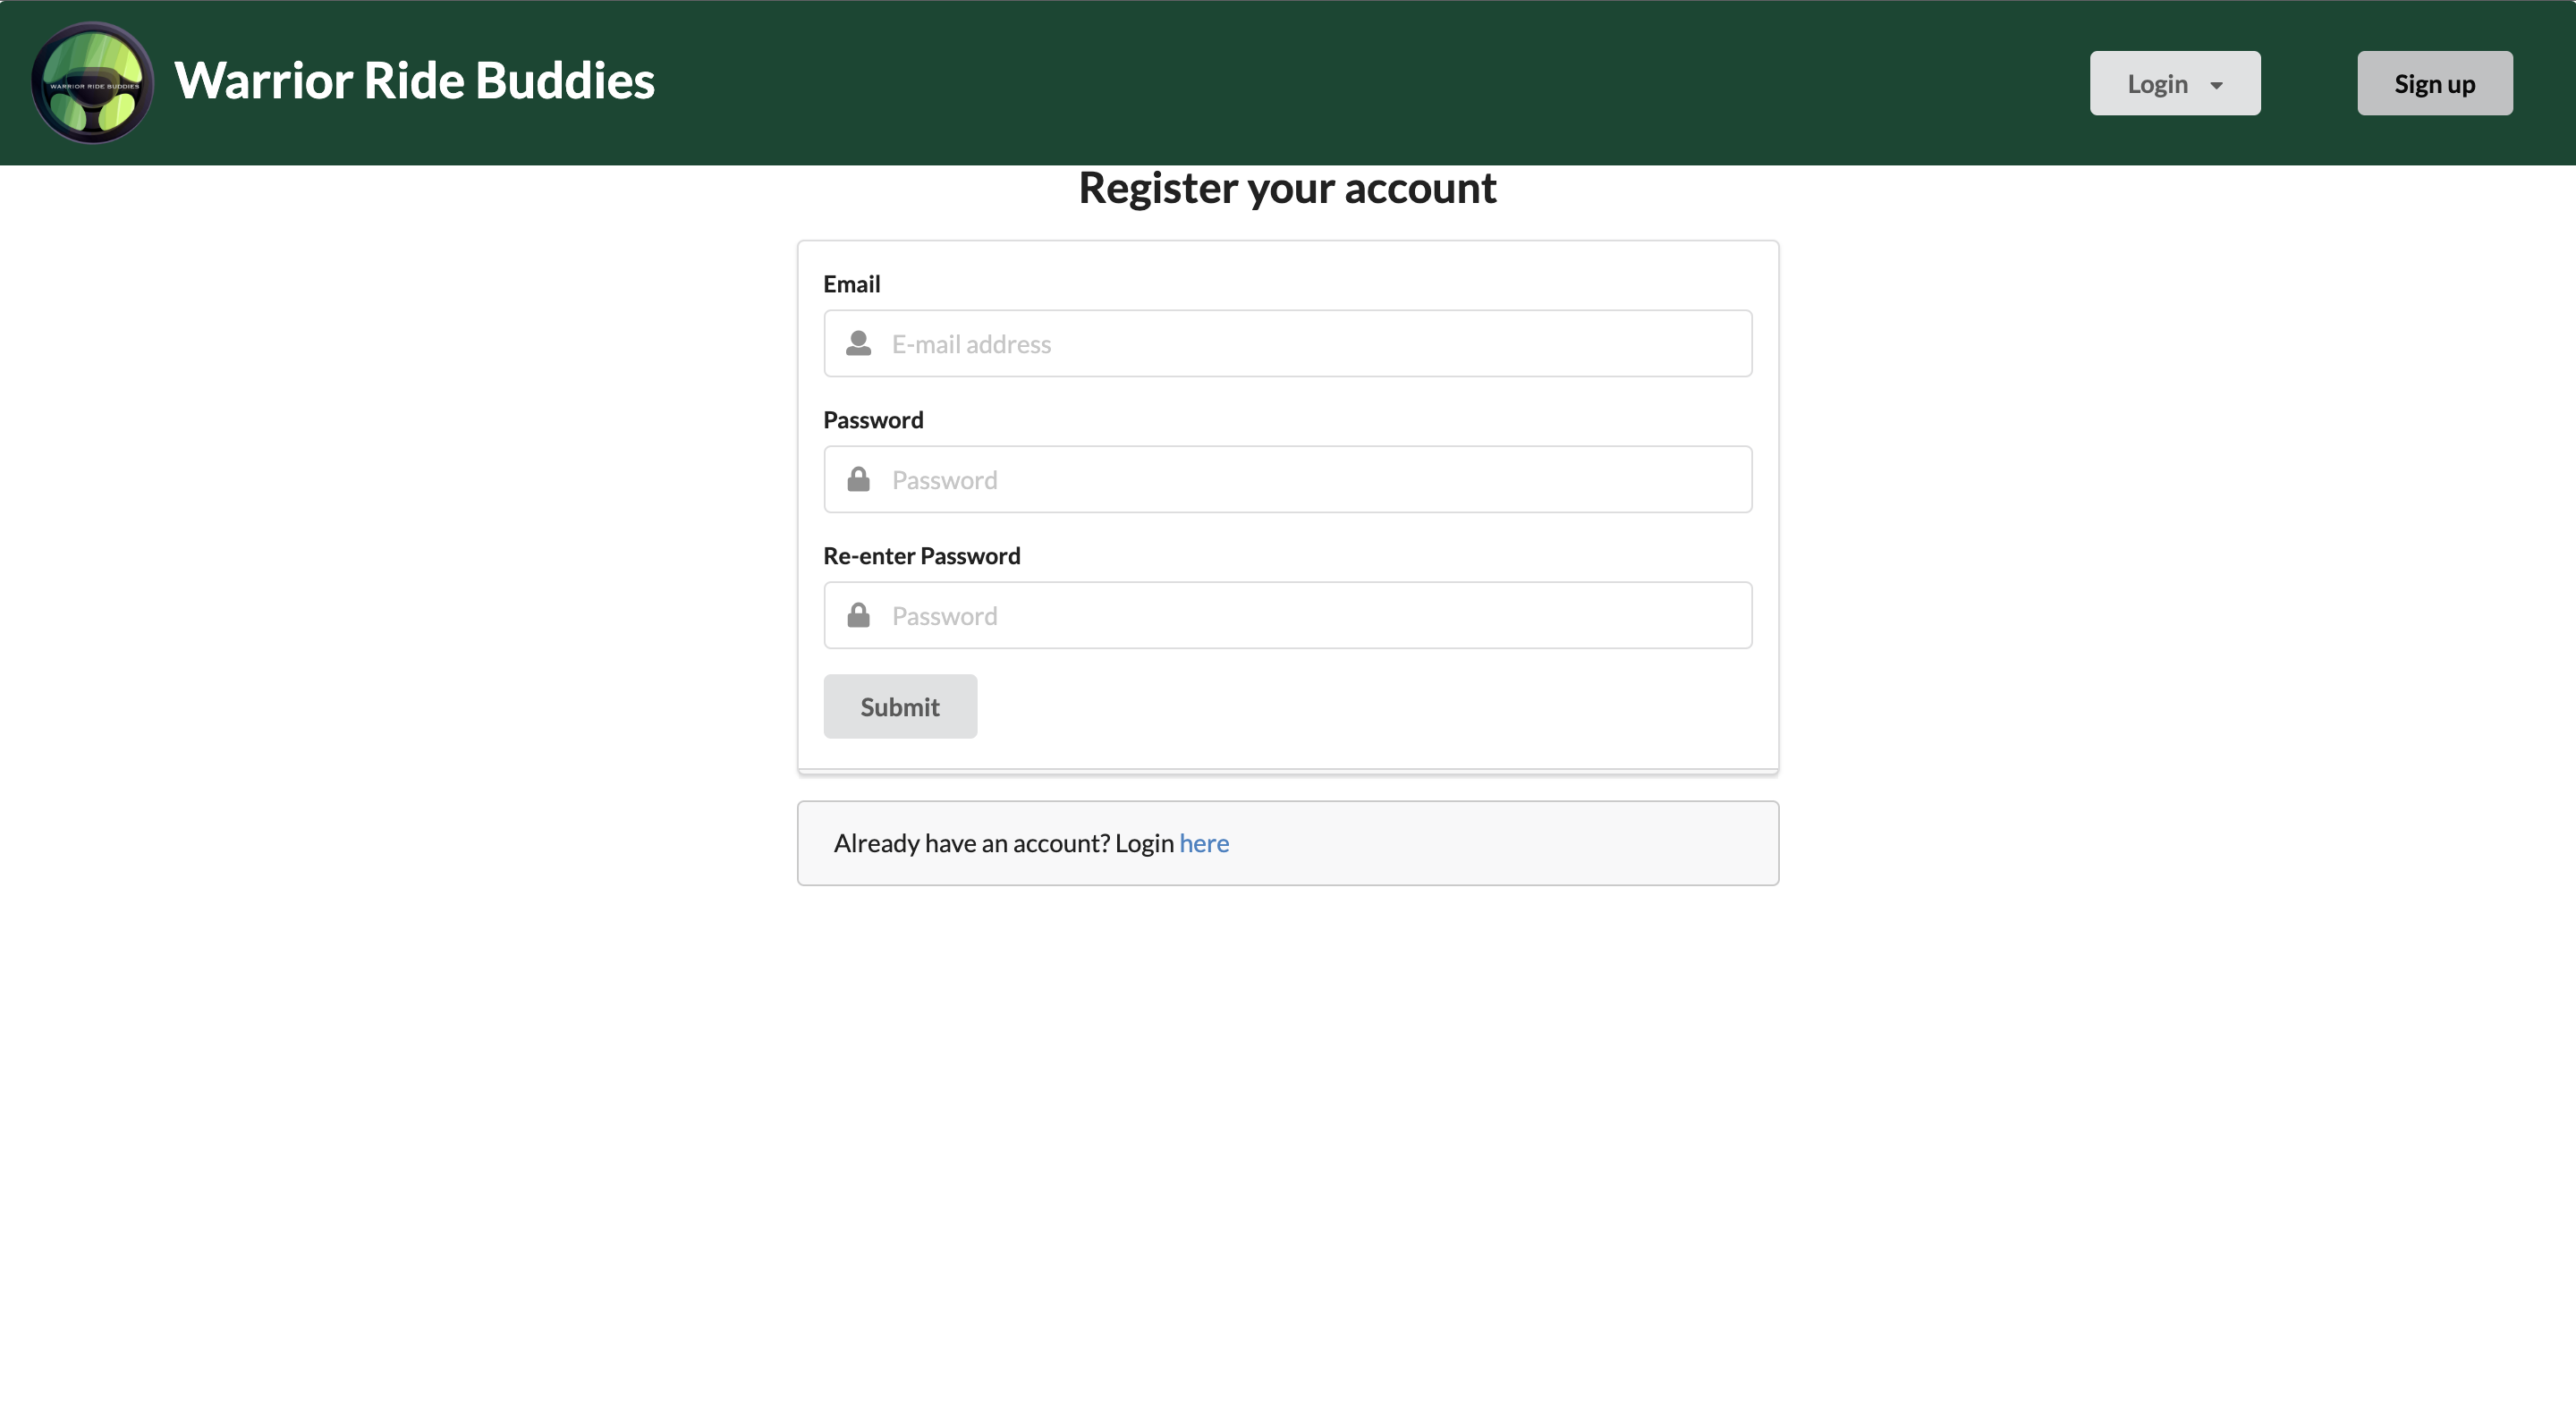 WARRIOR RIDE BUDDIES
Warrior Ride Buddies
Login
Sign up
Register your account
Email
E-mail address
Password
Password
Re-enter Password
Password
Submit
Already have an account? Login here